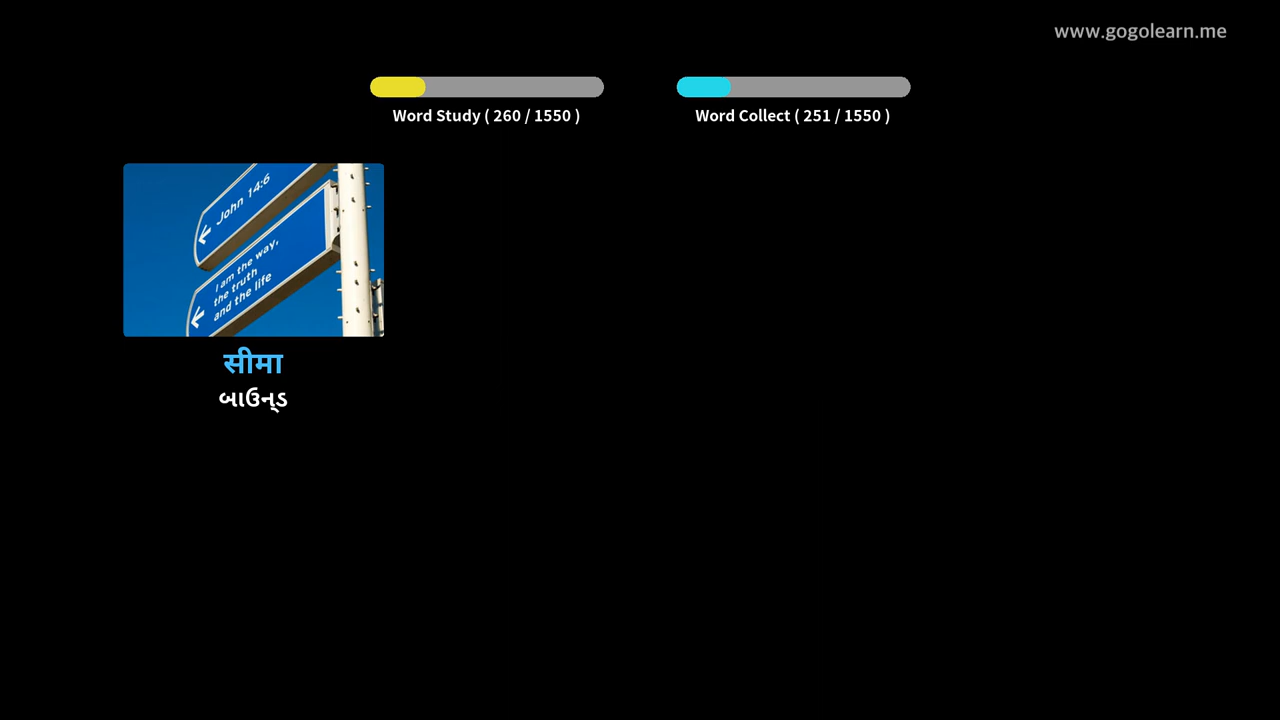 www.gogolearn.me
Word Study ( 260 / 1550 )
Word Collect ( 251 / 1550 )
John 14:6
I am the way,
the truth
and the life
सीमा
બાઉન્ડ